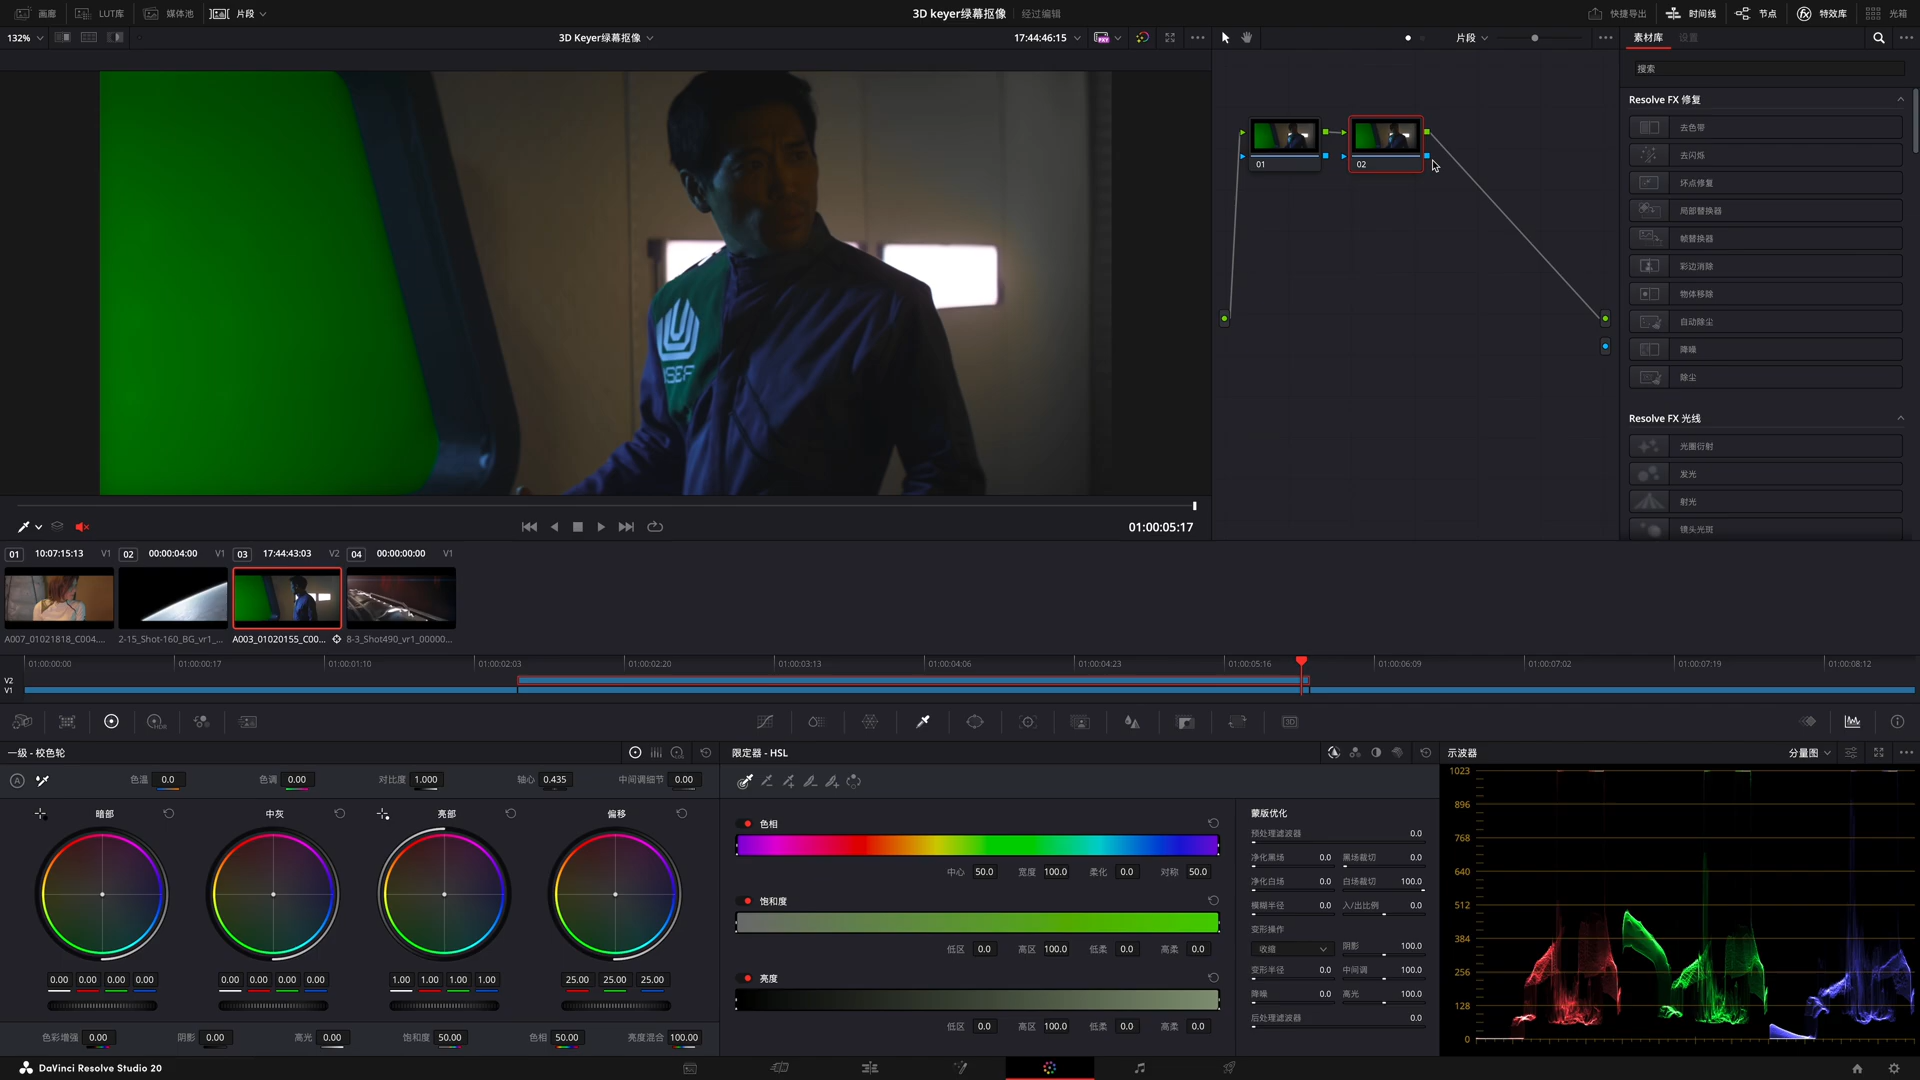 画廊 LUT库 媒体池 片段 3D keyer绿幕抠像 经过编辑 快捷导出 时间线 节点 特效库 光箱
132% 3D Keyer绿幕抠像 17:44:46:15 片段 素材库 设置
搜索
Resolve FX 修复
去色带
去闪烁
坏点修复
局部替换器
帧替换器
彩边消除
物体移除
自动除尘
降噪
除尘
Resolve FX 光线
光圈衍射
发光
射光
镜头光斑
01 02
USEF
01:00:05:17
01 10:07:15:13 V1 02 00:00:04:00 V1 03 17:44:43:03 V2 04 00:00:00:00 V1
A007_01021818_C004.... 2-15_Shot-160_BG_vr1_... A003_01020155_C00... 8-3_Shot490_vr1_00000...
01:00:00:00 01:00:00:17 01:00:01:10 01:00:02:03 01:00:02:20 01:00:03:13 01:00:04:06 01:00:04:23 01:00:05:16 01:00:06:09 01:00:07:02 01:00:07:19 01:00:08:12
V2
V1
一级 - 校色轮
A 色温 0.0 色调 0.00 对比度 1.000 轴心 0.435 中间调细节 0.00
暗部 中灰 亮部 偏移
0.00 0.00 0.00 0.00 0.00 0.00 0.00 0.00 1.00 1.00 1.00 1.00 25.00 25.00 25.00
色彩增强 0.00 阴影 0.00 高光 0.00 饱和度 50.00 色相 50.00 亮度混合 100.00
限定器 - HSL
色相
中心 50.0 宽度 100.0 柔化 0.0 对称 50.0
饱和度
低区 0.0 高区 100.0 低柔 0.0 高柔 0.0
亮度
低区 0.0 高区 100.0 低柔 0.0 高柔 0.0
蒙版优化
预处理滤波器 0.0
净化黑场 0.0 黑场裁切 0.0
净化白场 0.0 白场裁切 100.0
模糊半径 0.0 入/出比例 0.0
变形操作
收缩 阴影 100.0
变形半径 0.0 中间调 100.0
降噪 0.0 高光 100.0
后处理滤波器 0.0
示波器 分量图
1023
896
768
640
512
384
256
128
0
DaVinci Resolve Studio 20